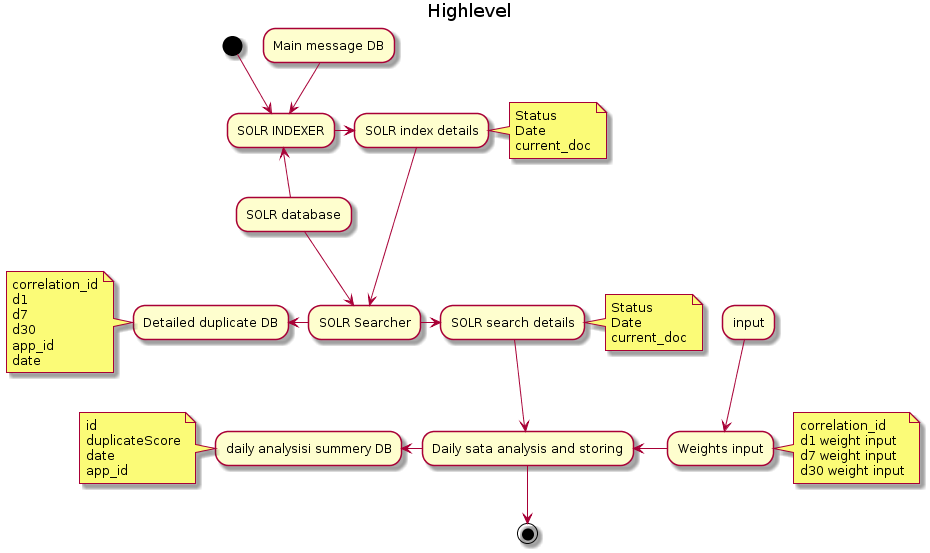 Highlevel
Main message DB
SOLR INDEXER
SOLR index details
Status
Date
current_doc
SOLR database
correlation_id
d1
d7
d30
app_id
date
Detailed duplicate DB
SOLR Searcher
SOLR search details
Status
Date
current_doc
input
id
duplicateScore
date
app_id
daily analysisi summery DB
Daily sata analysis and storing
Weights input
correlation_id
d1 weight input
d7 weight input
d30 weight input